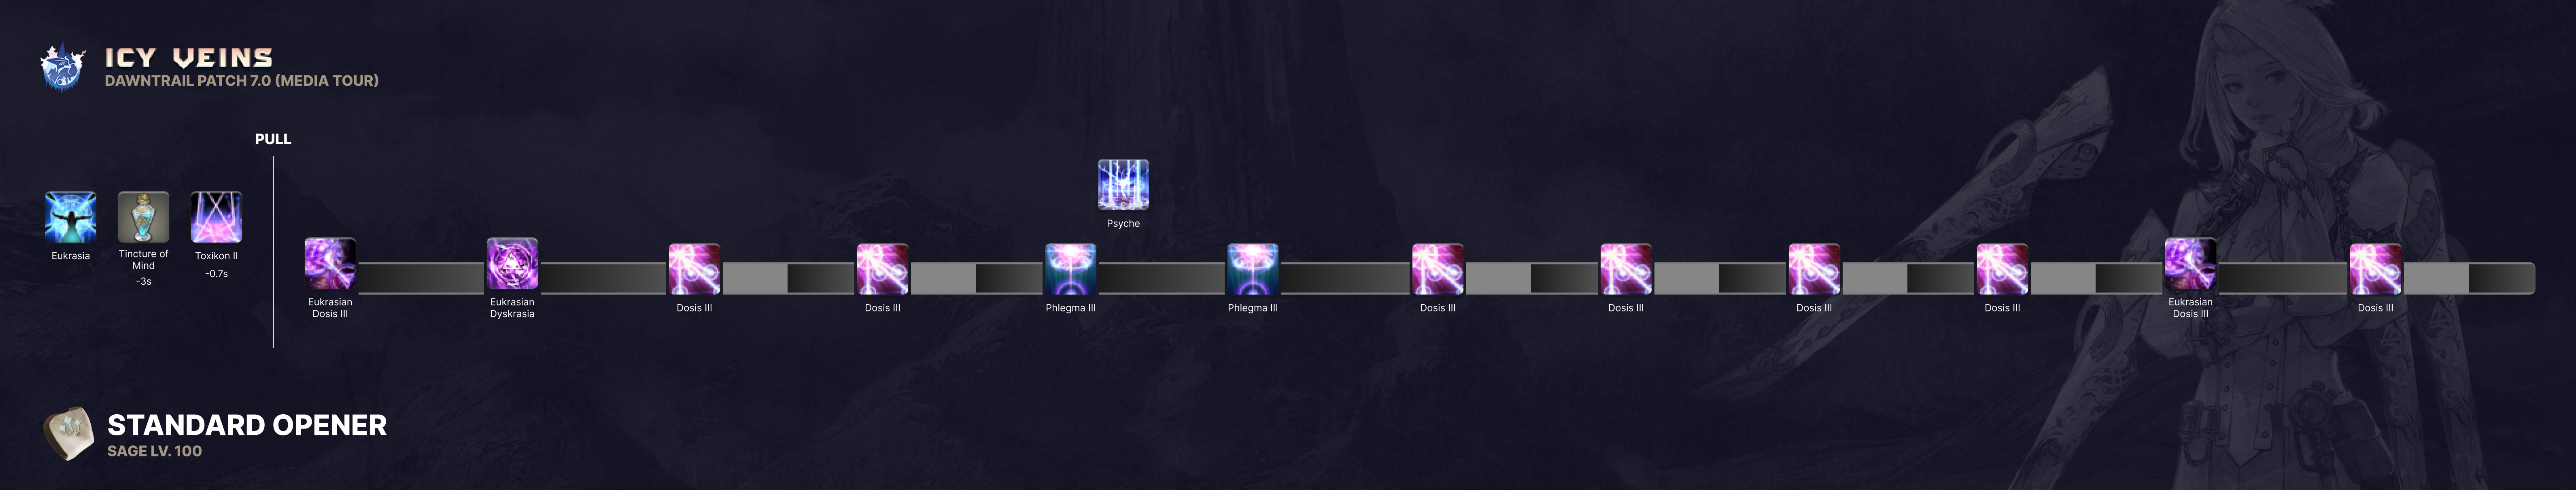 ICY VEINS
DAWNTRAIL PATCH 7.0 (MEDIA TOUR)
PULL
Eukrasia
Tincture of
Mind
-3s
Toxikon II
-0.7s
Psyche
Eukrasian
Dosis III
Eukrasian
Dyskrasia
Dosis III
Dosis III
Phlegma III
Phlegma III
Dosis III
Dosis III
Dosis III
Dosis III
Eukrasian
Dosis III
Dosis III
STANDARD OPENER
SAGE LV. 100